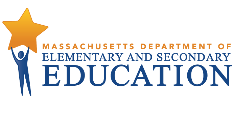 MASSACHUSETTS DEPARTMENT OF
ELEMENTARY AND SECONDARY
EDUCATION